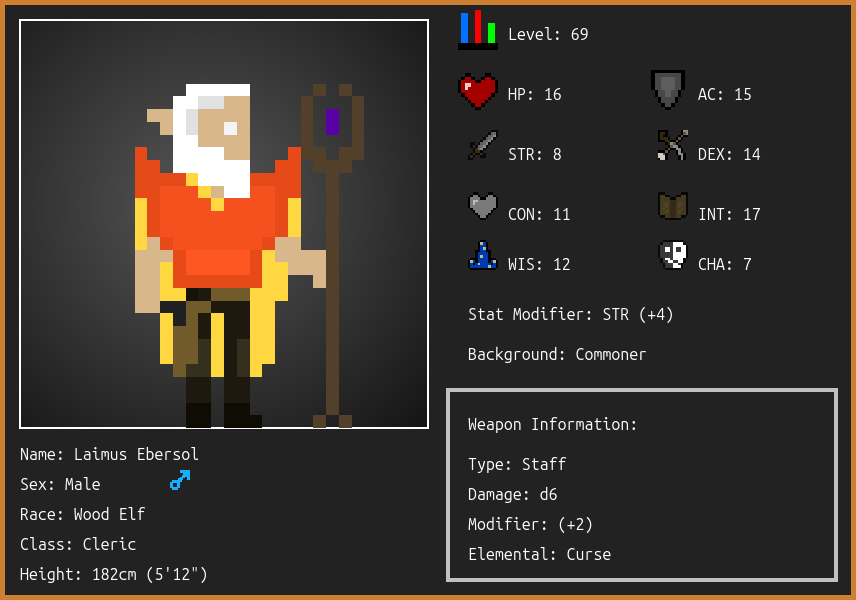 Level: 69
HP: 16
AC: 15
STR: 8
DEX: 14
CON: 11
INT: 17
WIS: 12
CHA: 7
Stat Modifier: STR (+4)
Background: Commoner
Weapon Information:
Type: Staff
Damage: d6
Modifier: (+2)
Elemental: Curse
Name: Laimus Ebersol
Sex: Male
Race: Wood Elf
Class: Cleric
Height: 182cm (5'12")